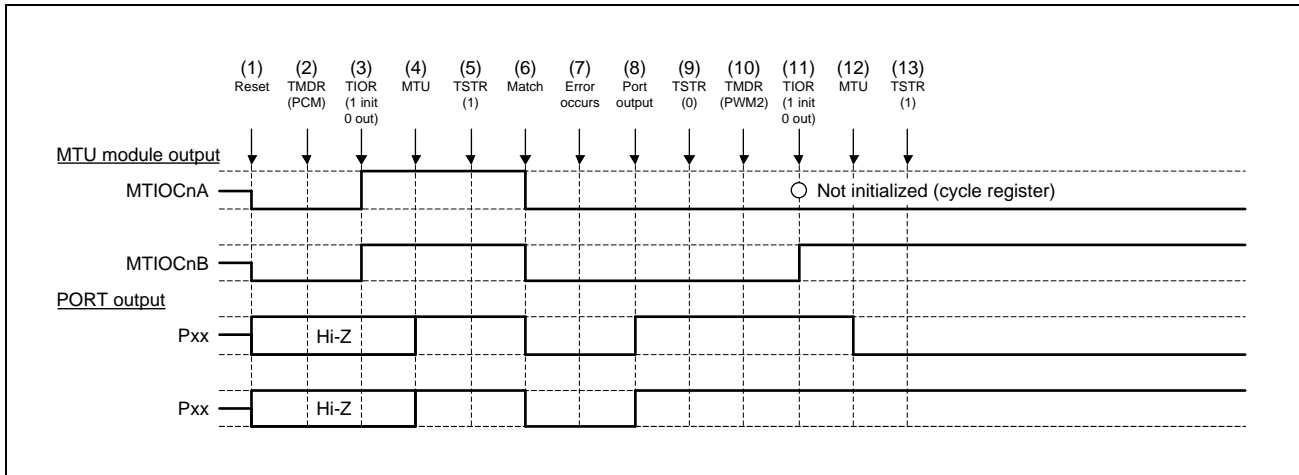 (1) (2) (3) (4) (5) (6) (7) (8) (9) (10) (11) (12) (13)
Reset TMDR TIOR MTU TSTR Match Error Port TSTR TMDR TIOR MTU TSTR
(PCM) (1 init (1) occurs output (0) (PWM2) (1 init (1)
0 out) 0 out)
MTU module output
MTIOCnA Not initialized (cycle register)
MTIOCnB
PORT output
Pxx Hi-Z
Pxx Hi-Z